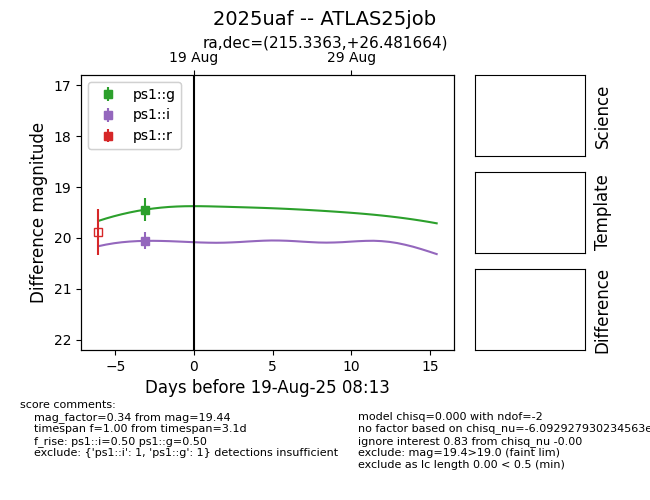 2025uaf -- ATLAS25job
ra,dec=(215.3363,+26.481664)
19 Aug
29 Aug
ps1::g
ps1::i
ps1::r
17
18
19
20
21
22
Difference magnitude
−5
0
5
10
15
Days before 19-Aug-25 08:13
Science
Template
Difference
score comments:
mag_factor=0.34 from mag=19.44
timespan f=1.00 from timespan=3.1d
f_rise: ps1::i=0.50 ps1::g=0.50
exclude: {'ps1::i': 1, 'ps1::g': 1} detections insufficient
model chisq=0.000 with ndof=-2
no factor based on chisq_nu=-6.092927930234563e
ignore interest 0.83 from chisq_nu -0.00
exclude: mag=19.4>19.0 (faint lim)
exclude as lc length 0.00 < 0.5 (min)